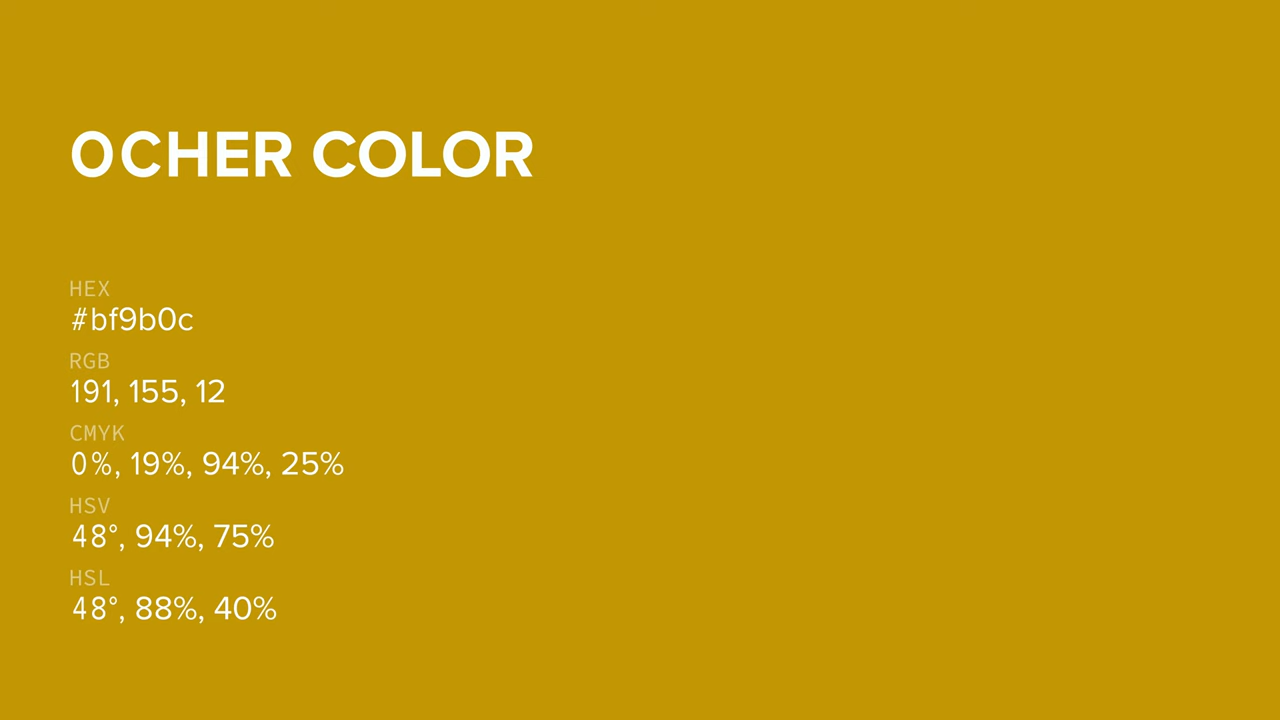 OCHER COLOR
HEX
#bf9b0c
RGB
191, 155, 12
CMYK
0%, 19%, 94%, 25%
HSV
48°, 94%, 75%
HSL
48°, 88%, 40%